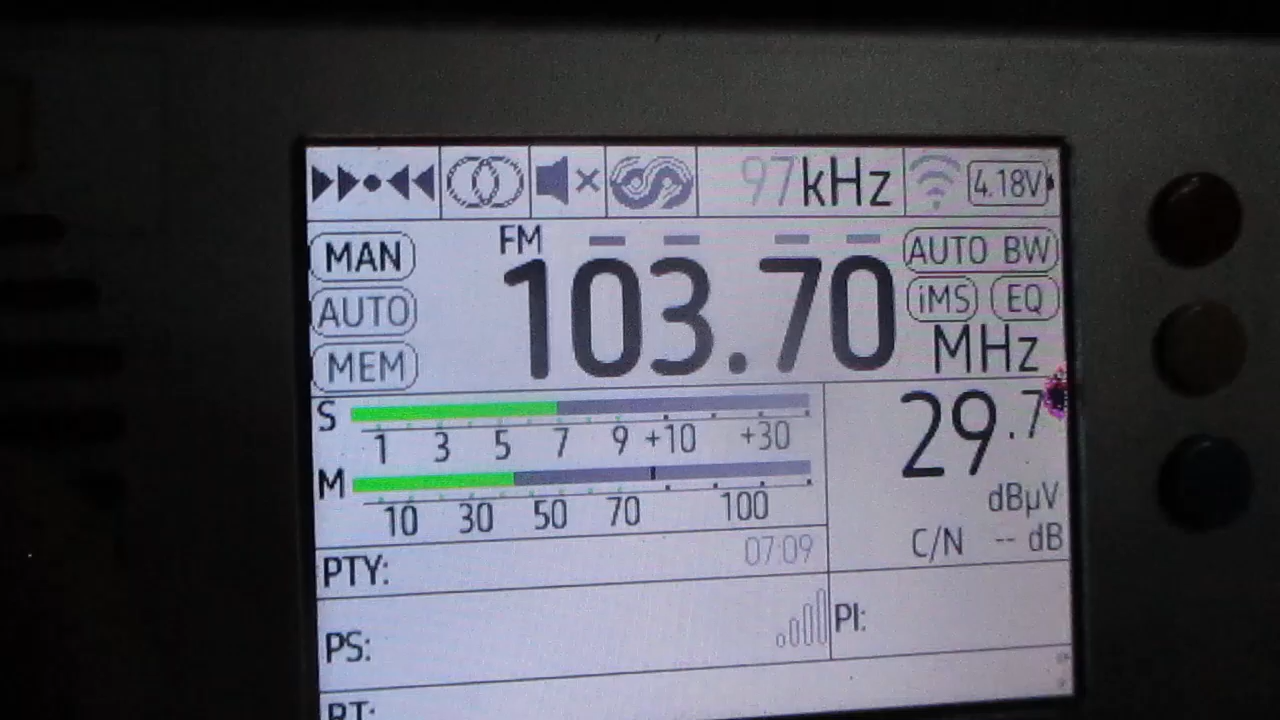 97kHz 4.18V
MAN FM 103.70 MHz AUTO BW
AUTO iMS EQ
MEM
S 1 3 5 7 9 +10 +30
29.7 dBµV
M 10 30 50 70 100
C/N -- dB
PTY: 07:09
PS: PI:
RT: